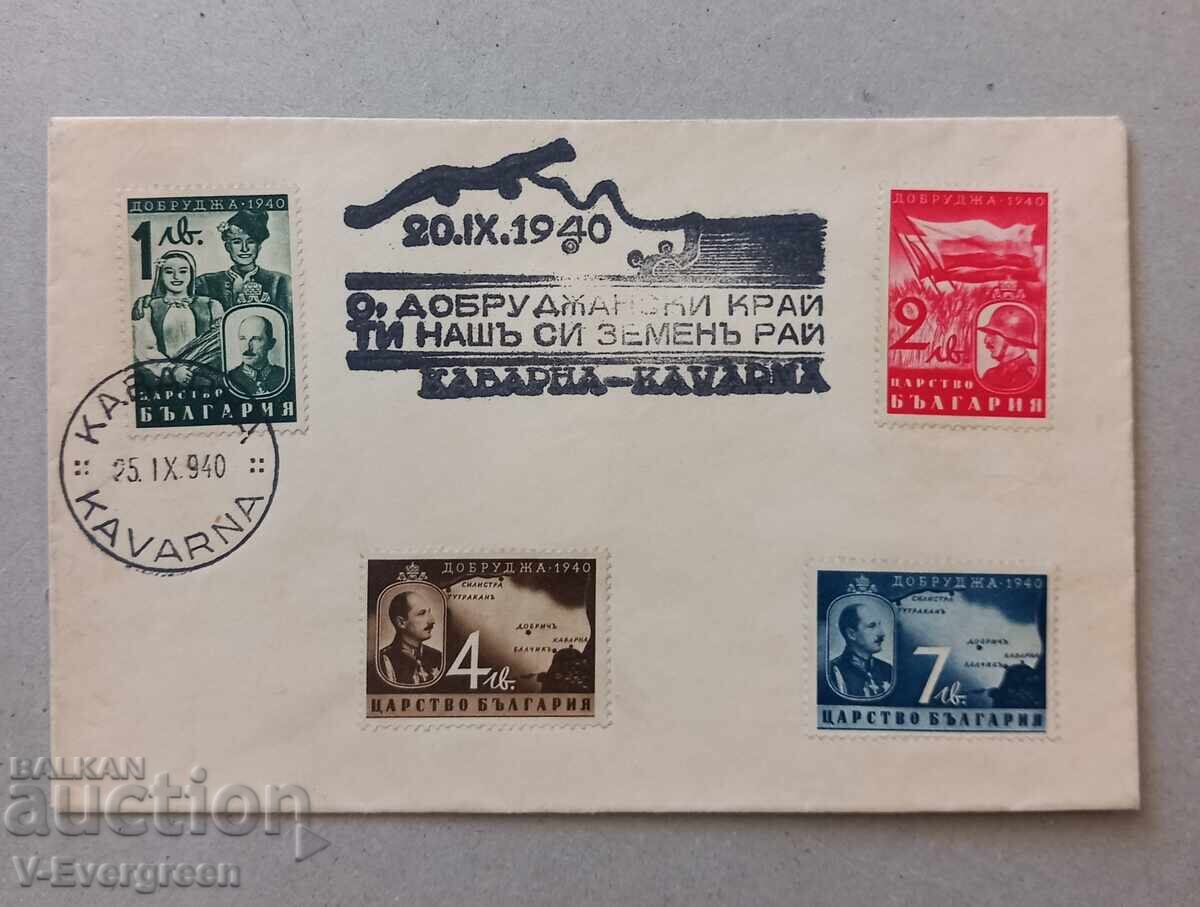 ДОБРУДЖА·1940
1 лв.
ЦАРСТВО
БЪЛГАРИЯ
20.IX.1940
О, ДОБРУДЖАНСКИ КРАЙ
ТИ НАШЪ СИ ЗЕМЕНЪ РАЙ
КАВАРНА–KAVARNA
ДОБРУДЖА·1940
2 лв.
ЦАРСТВО
БЪЛГАРИЯ
25.IX.940
KAVARNA
ДОБРУДЖА·1940
СИЛИСТРА
ТУТРАКАНЪ
ДОБРИЧЪ
КАВАРНА
БАЛЧИКЪ
4 лв.
ЦАРСТВО БЪЛГАРИЯ
ДОБРУДЖА·1940
СИЛИСТРА
ТУТРАКАНЪ
ДОБРИЧЪ
КАВАРНА
БАЛЧИКЪ
7 лв.
ЦАРСТВО БЪЛГАРИЯ
BALKAN
auction
V-Evergreen